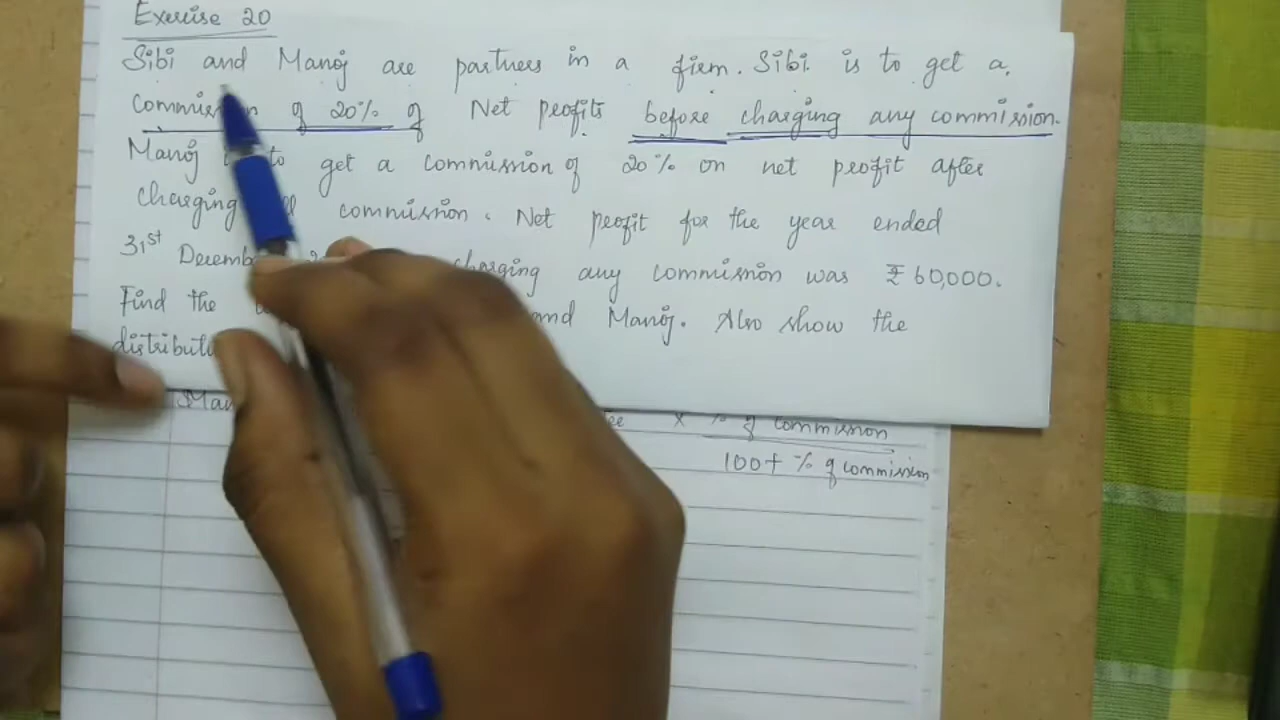 Exercise 20
Sibi and Manoj are partners in a firm. Sibi is to get a
Commission of 20% of Net profits before charging any commission.
Manoj to get a commission of 20% on net profit after
charging commission. Net profit for the year ended
31st charging any commission was ₹ 60,000.
Find the and Manoj. Also show the
x % of commission
100+ % of commission